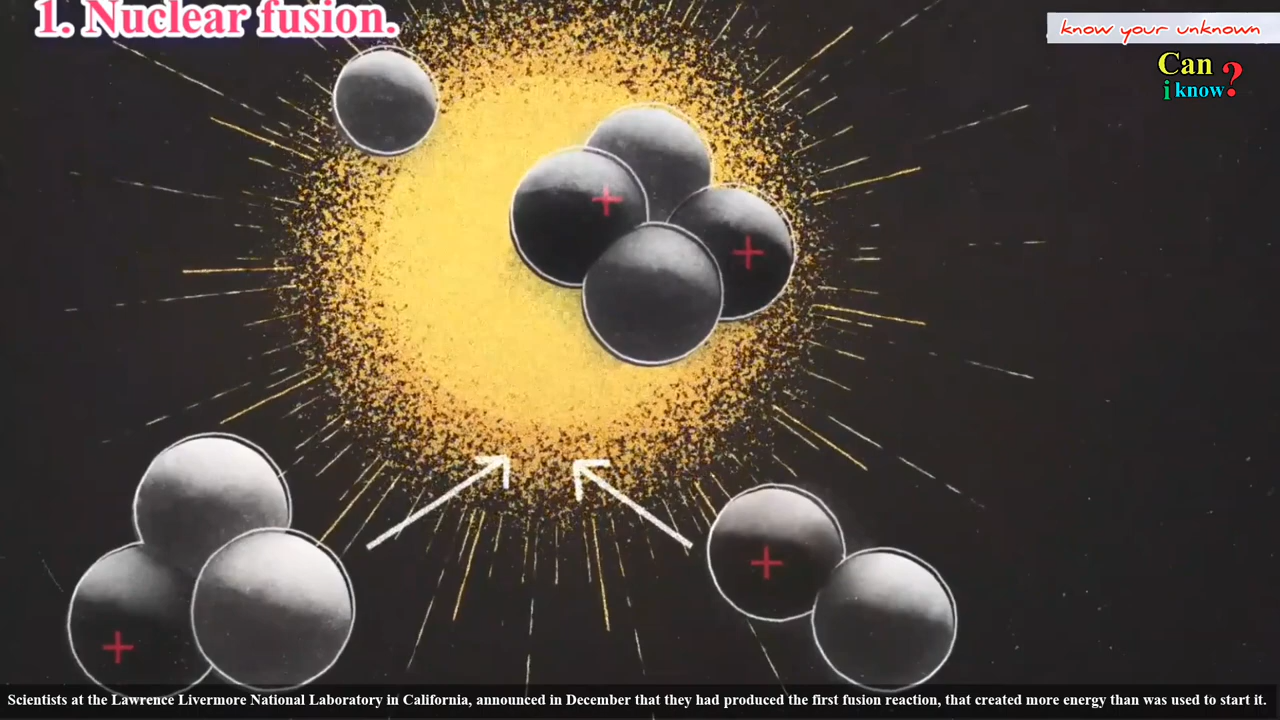 1. Nuclear fusion.
know your unknown
Can
i know?
+
+
+
+
Scientists at the Lawrence Livermore National Laboratory in California, announced in December that they had produced the first fusion reaction, that created more energy than was used to start it.